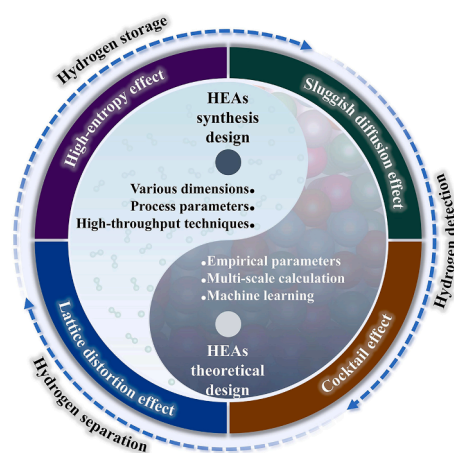 Hydrogen storage
High-entropy effect
Sluggish diffusion effect
HEAs
synthesis
design
Various dimensions•
Process parameters•
High-throughput techniques•
Hydrogen detection
•Empirical parameters
•Multi-scale calculation
•Machine learning
HEAs
theoretical
design
Lattice distortion effect
Cocktail effect
Hydrogen separation